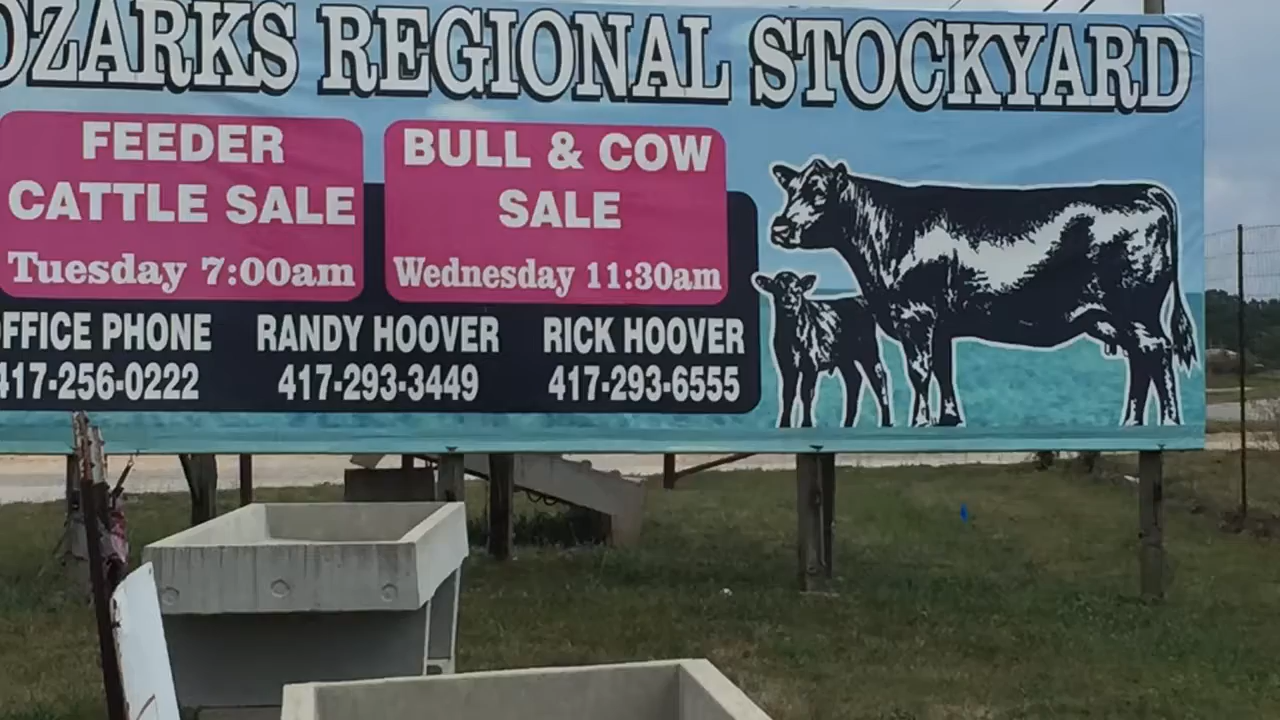 OZARKS REGIONAL STOCKYARD
FEEDER
CATTLE SALE
Tuesday 7:00am
BULL & COW
SALE
Wednesday 11:30am
OFFICE PHONE
417-256-0222
RANDY HOOVER
417-293-3449
RICK HOOVER
417-293-6555